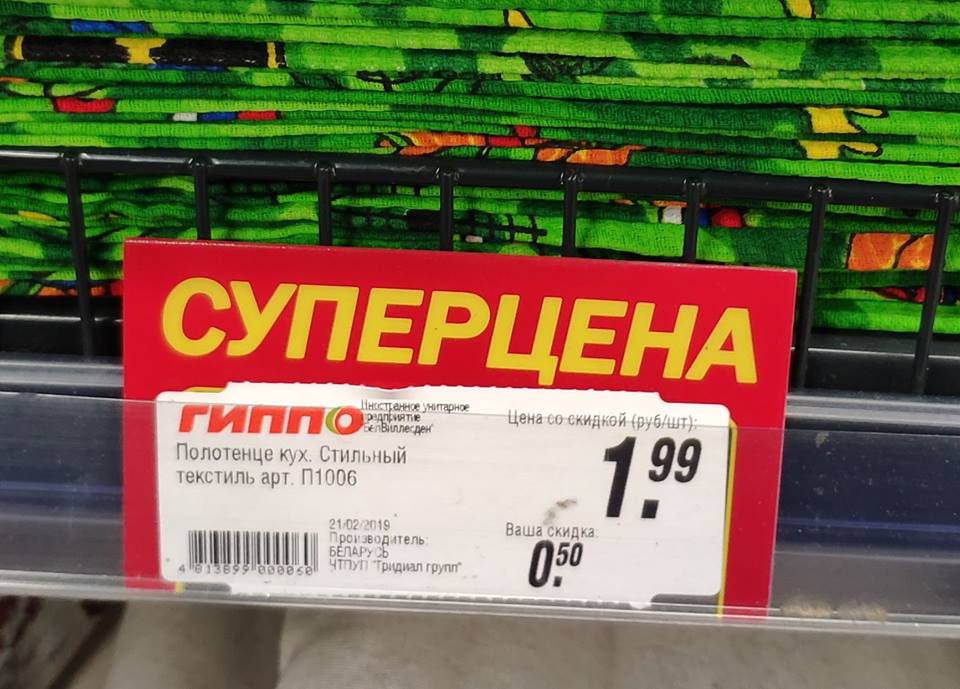 СУПЕРЦЕНА
ГИППО
Иностранное унитарное
предприятие
"БелВиллесден"
Цена со скидкой (руб/шт):
1.99
Полотенце кух. Стильный
текстиль арт. П1006
21/02/2019
Производитель:
БЕЛАРУСЬ
ЧТПУП "Тридиал групп"
4 813899 000060
Ваша скидка:
0.50